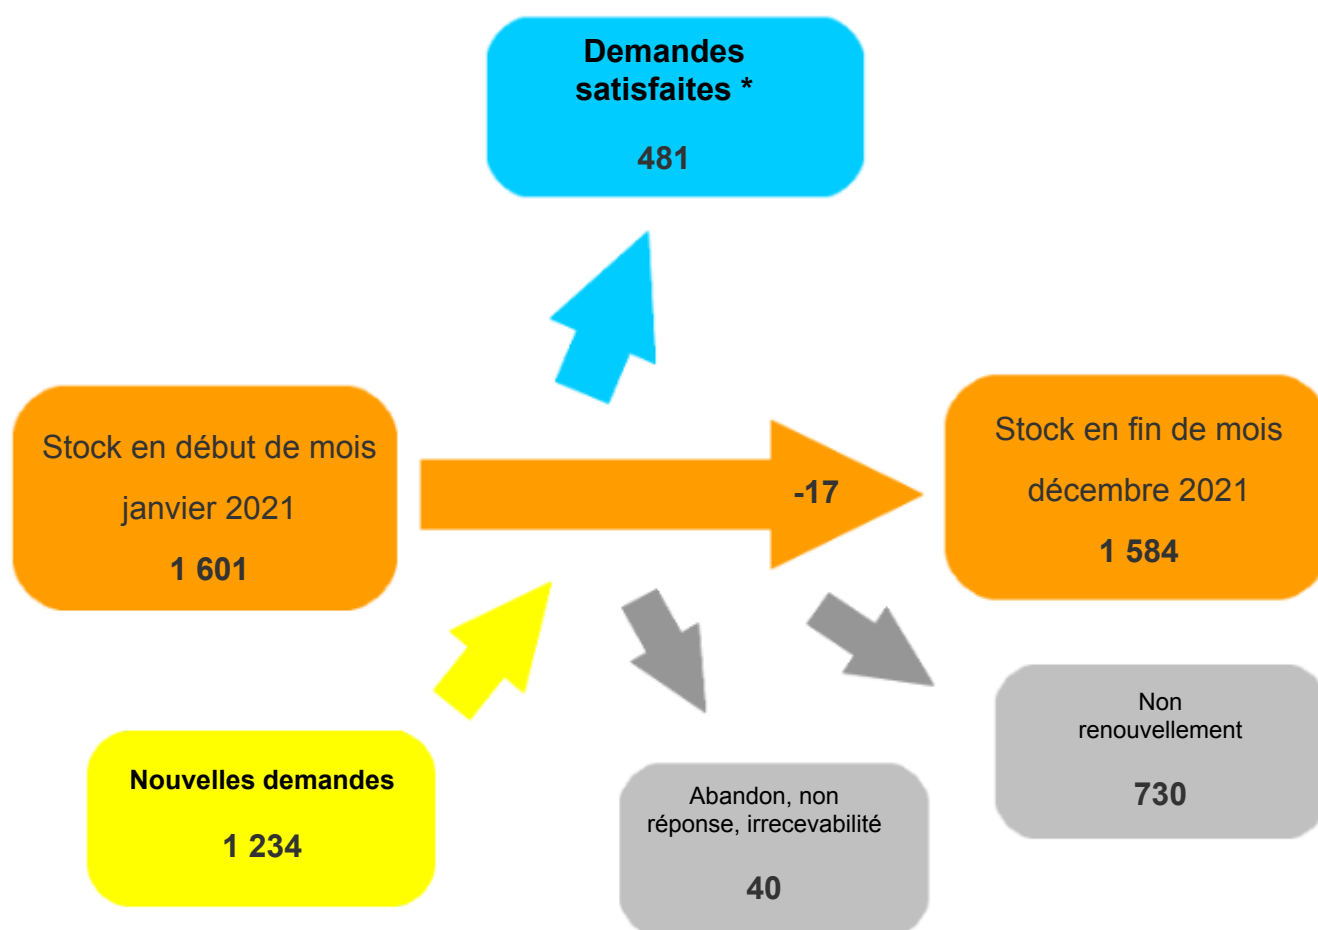 Demandes
satisfaites *
481
Stock en début de mois
janvier 2021
1 601
-17
Stock en fin de mois
décembre 2021
1 584
Nouvelles demandes
1 234
Abandon, non
réponse, irrecevabilité
40
Non
renouvellement
730